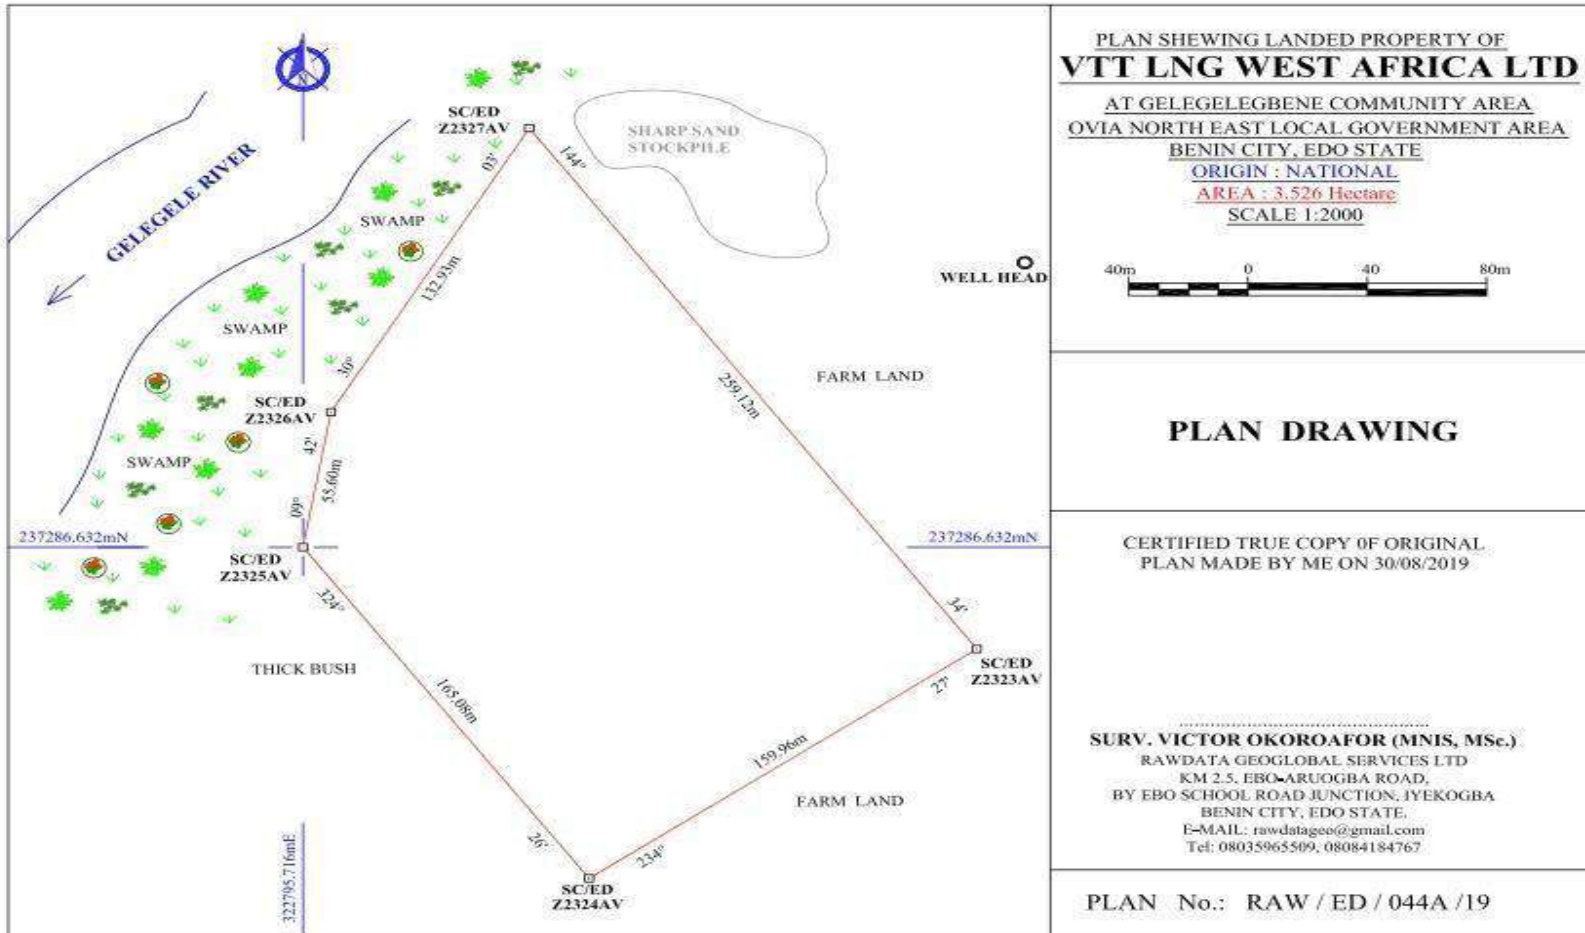 PLAN SHEWING LANDED PROPERTY OF
VTT LNG WEST AFRICA LTD
AT GELEGELEGBENE COMMUNITY AREA
OVIA NORTH EAST LOCAL GOVERNMENT AREA
BENIN CITY, EDO STATE
ORIGIN : NATIONAL
AREA : 3.526 Hectare
SCALE 1:2000
40m 0 40 80m
PLAN DRAWING
CERTIFIED TRUE COPY 0F ORIGINAL
PLAN MADE BY ME ON 30/08/2019
SURV. VICTOR OKOROAFOR (MNIS, MSc.)
RAWDATA GEOGLOBAL SERVICES LTD
KM 2.5, EBO-ARUOGBA ROAD,
BY EBO SCHOOL ROAD JUNCTION, IYEKOGBA
BENIN CITY, EDO STATE.
E-MAIL: rawdatageo@gmail.com
Tel: 08035965509, 08084184767
PLAN No.: RAW / ED / 044A /19
N
SC/ED
Z2327AV
SHARP SAND
STOCKPILE
03'
144°
GELEGELE RIVER
SWAMP
132.93m
WELL HEAD
SWAMP
30°
259.12m
FARM LAND
SC/ED
Z2326AV
42'
SWAMP
55.60m
09°
237286.632mN
237286.632mN
SC/ED
Z2325AV
324°
34'
THICK BUSH
SC/ED
Z2323AV
27'
165.08m
159.96m
FARM LAND
26'
234°
SC/ED
Z2324AV
322795.716mE